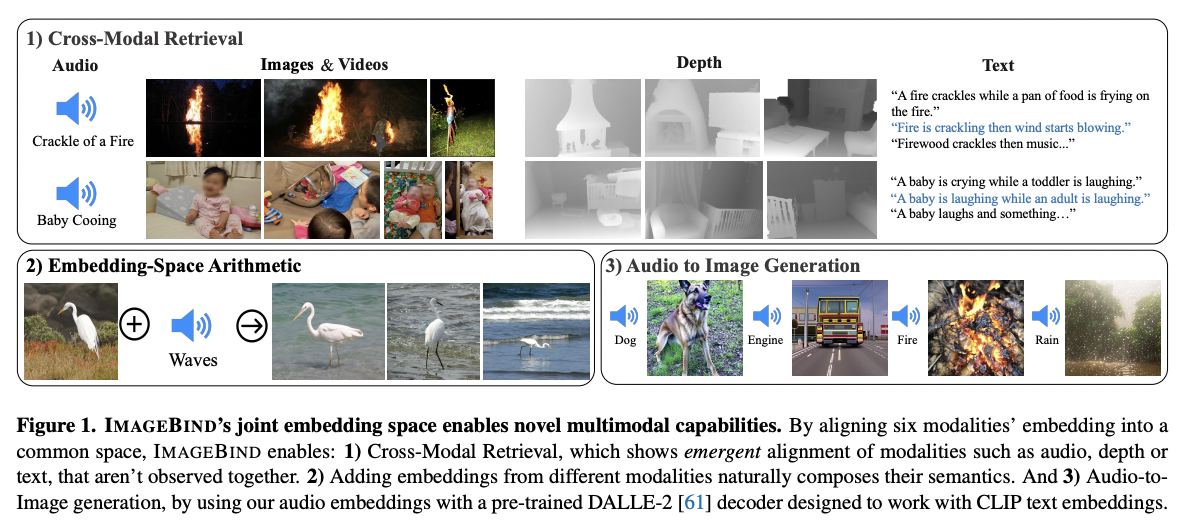 1) Cross-Modal Retrieval
Audio
Images & Videos
Depth
Text
Crackle of a Fire
“A fire crackles while a pan of food is frying on
the fire.”
“Fire is crackling then wind starts blowing.”
“Firewood crackles then music...”
Baby Cooing
“A baby is crying while a toddler is laughing.”
“A baby is laughing while an adult is laughing.”
“A baby laughs and something…”
2) Embedding-Space Arithmetic
Waves
3) Audio to Image Generation
Dog
Engine
Fire
Rain
Figure 1. IMAGEBIND’s joint embedding space enables novel multimodal capabilities. By aligning six modalities’ embedding into a
common space, IMAGEBIND enables: 1) Cross-Modal Retrieval, which shows emergent alignment of modalities such as audio, depth or
text, that aren’t observed together. 2) Adding embeddings from different modalities naturally composes their semantics. And 3) Audio-to-
Image generation, by using our audio embeddings with a pre-trained DALLE-2 [61] decoder designed to work with CLIP text embeddings.